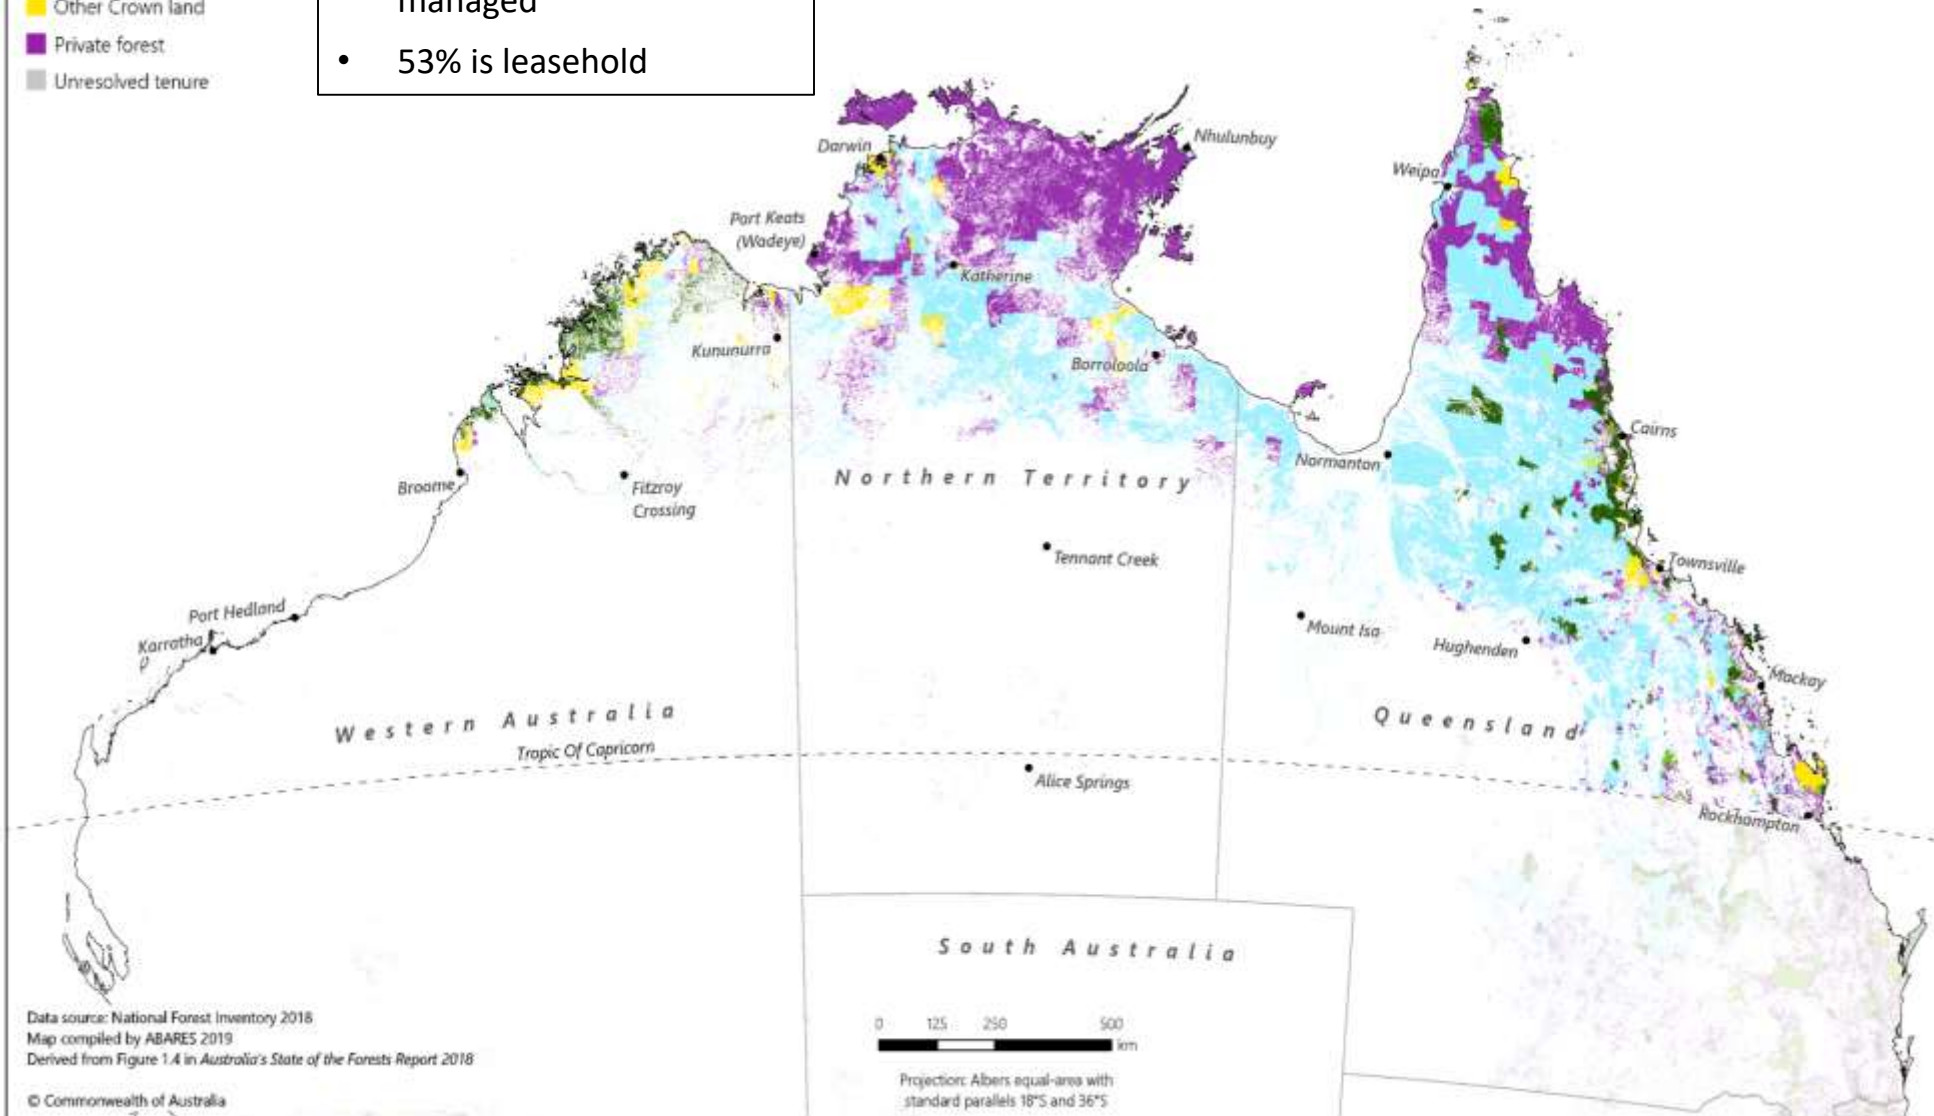 Other Crown land
Private forest
Unresolved tenure
managed
• 53% is leasehold
Darwin
Nhulunbuy
Weipa
Port Keats
(Wadeye)
Katherine
Kununurra
Borroloola
Cairns
Normanton
Broome
Fitzroy
Crossing
Northern Territory
Tennant Creek
Townsville
Port Hedland
Karratha
Mount Isa
Hughenden
Mackay
Western Australia
Queensland
Tropic Of Capricorn
Alice Springs
Rockhampton
South Australia
0 125 250 500
km
Projection: Albers equal-area with
standard parallels 18°S and 36°S
Data source: National Forest Inventory 2018
Map compiled by ABARES 2019
Derived from Figure 1.4 in Australia's State of the Forests Report 2018
© Commonwealth of Australia